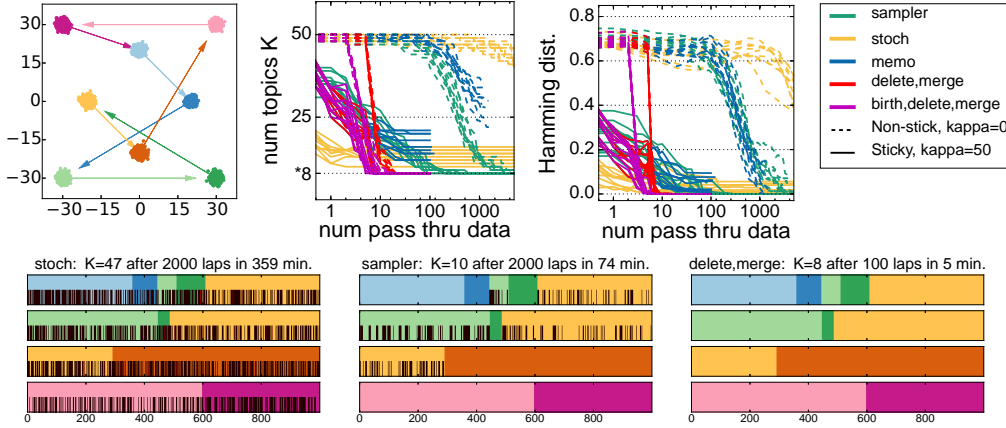 30
15
0
−15
−30
−30 −15 0 15 30
num topics K
50
25
*8
1 10 100 1000
num pass thru data
Hamming dist.
0.8
0.6
0.4
0.2
0.0
1 10 100 1000
num pass thru data
sampler
stoch
memo
delete,merge
birth,delete,merge
Non-stick, kappa=0
Sticky, kappa=50
stoch: K=47 after 2000 laps in 359 min.
0 200 400 600 800
sampler: K=10 after 2000 laps in 74 min.
0 200 400 600 800
delete,merge: K=8 after 100 laps in 5 min.
0 200 400 600 800